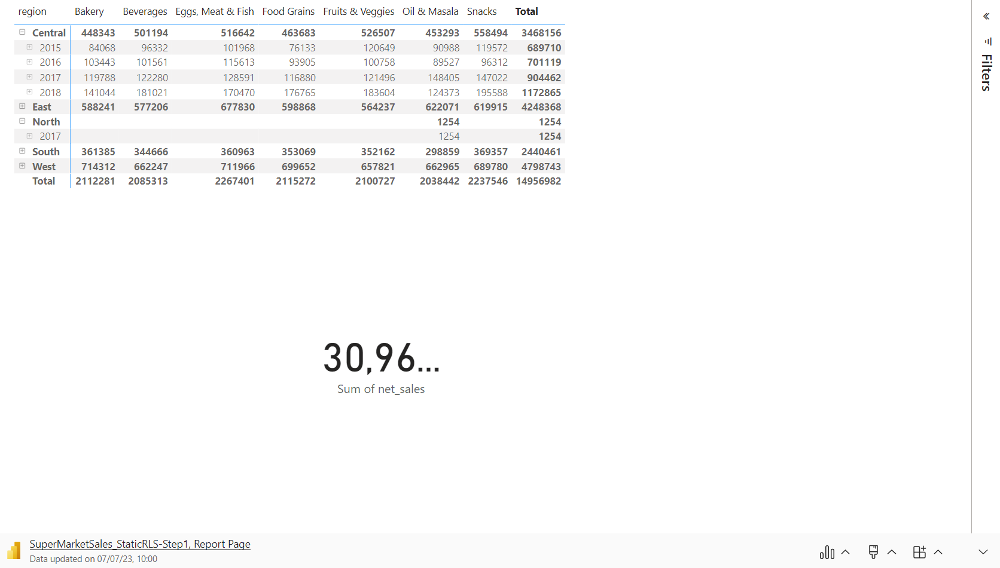 region Bakery Beverages Eggs, Meat & Fish Food Grains Fruits & Veggies Oil & Masala Snacks Total
Central 448343 501194 516642 463683 526507 453293 558494 3468156
2015 84068 96332 101968 76133 120649 90988 119572 689710
2016 103443 101561 115613 93905 100758 89527 96312 701119
2017 119788 122280 128591 116880 121496 148405 147022 904462
2018 141044 181021 170470 176765 183604 124373 195588 1172865
East 588241 577206 677830 598868 564237 622071 619915 4248368
North 1254 1254
2017 1254 1254
South 361385 344666 360963 353069 352162 298859 369357 2440461
West 714312 662247 711966 699652 657821 662965 689780 4798743
Total 2112281 2085313 2267401 2115272 2100727 2038442 2237546 14956982
Filters
30,96...
Sum of net_sales
SuperMarketSales_StaticRLS-Step1, Report Page
Data updated on 07/07/23, 10:00